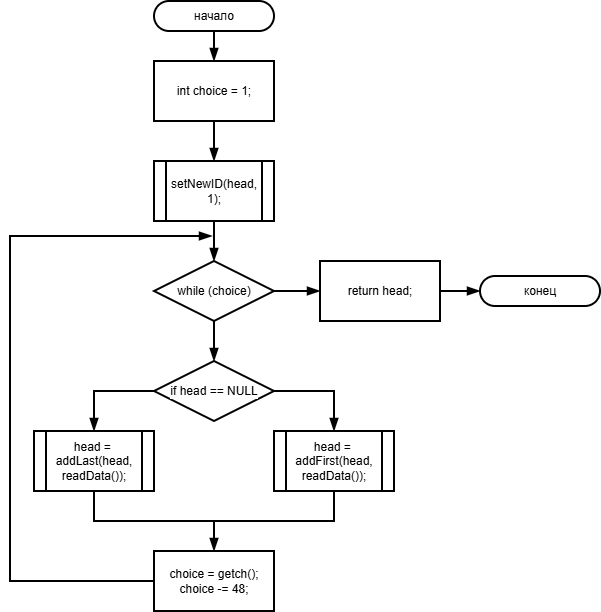 начало
int choice = 1;
setNewID(head,
1);
while (choice)
return head;
конец
if head == NULL
head =
addLast(head,
readData());
head =
addFirst(head,
readData());
choice = getch();
choice -= 48;